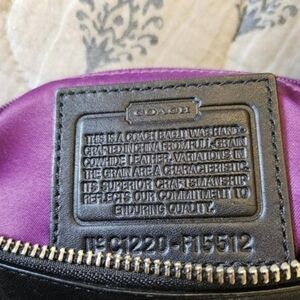 COACH
THIS IS A COACH BAG. IT WAS HAND-
CRAFTED IN CHINA FROM FULL GRAIN
COWHIDE LEATHER. VARIATIONS IN
THE GRAIN ARE A CHARACTERISTIC.
ITS SUPERIOR CRAFTSMANSHIP
REFLECTS OUR COMMITMENT TO
ENDURING QUALITY.
No C1220-F15512